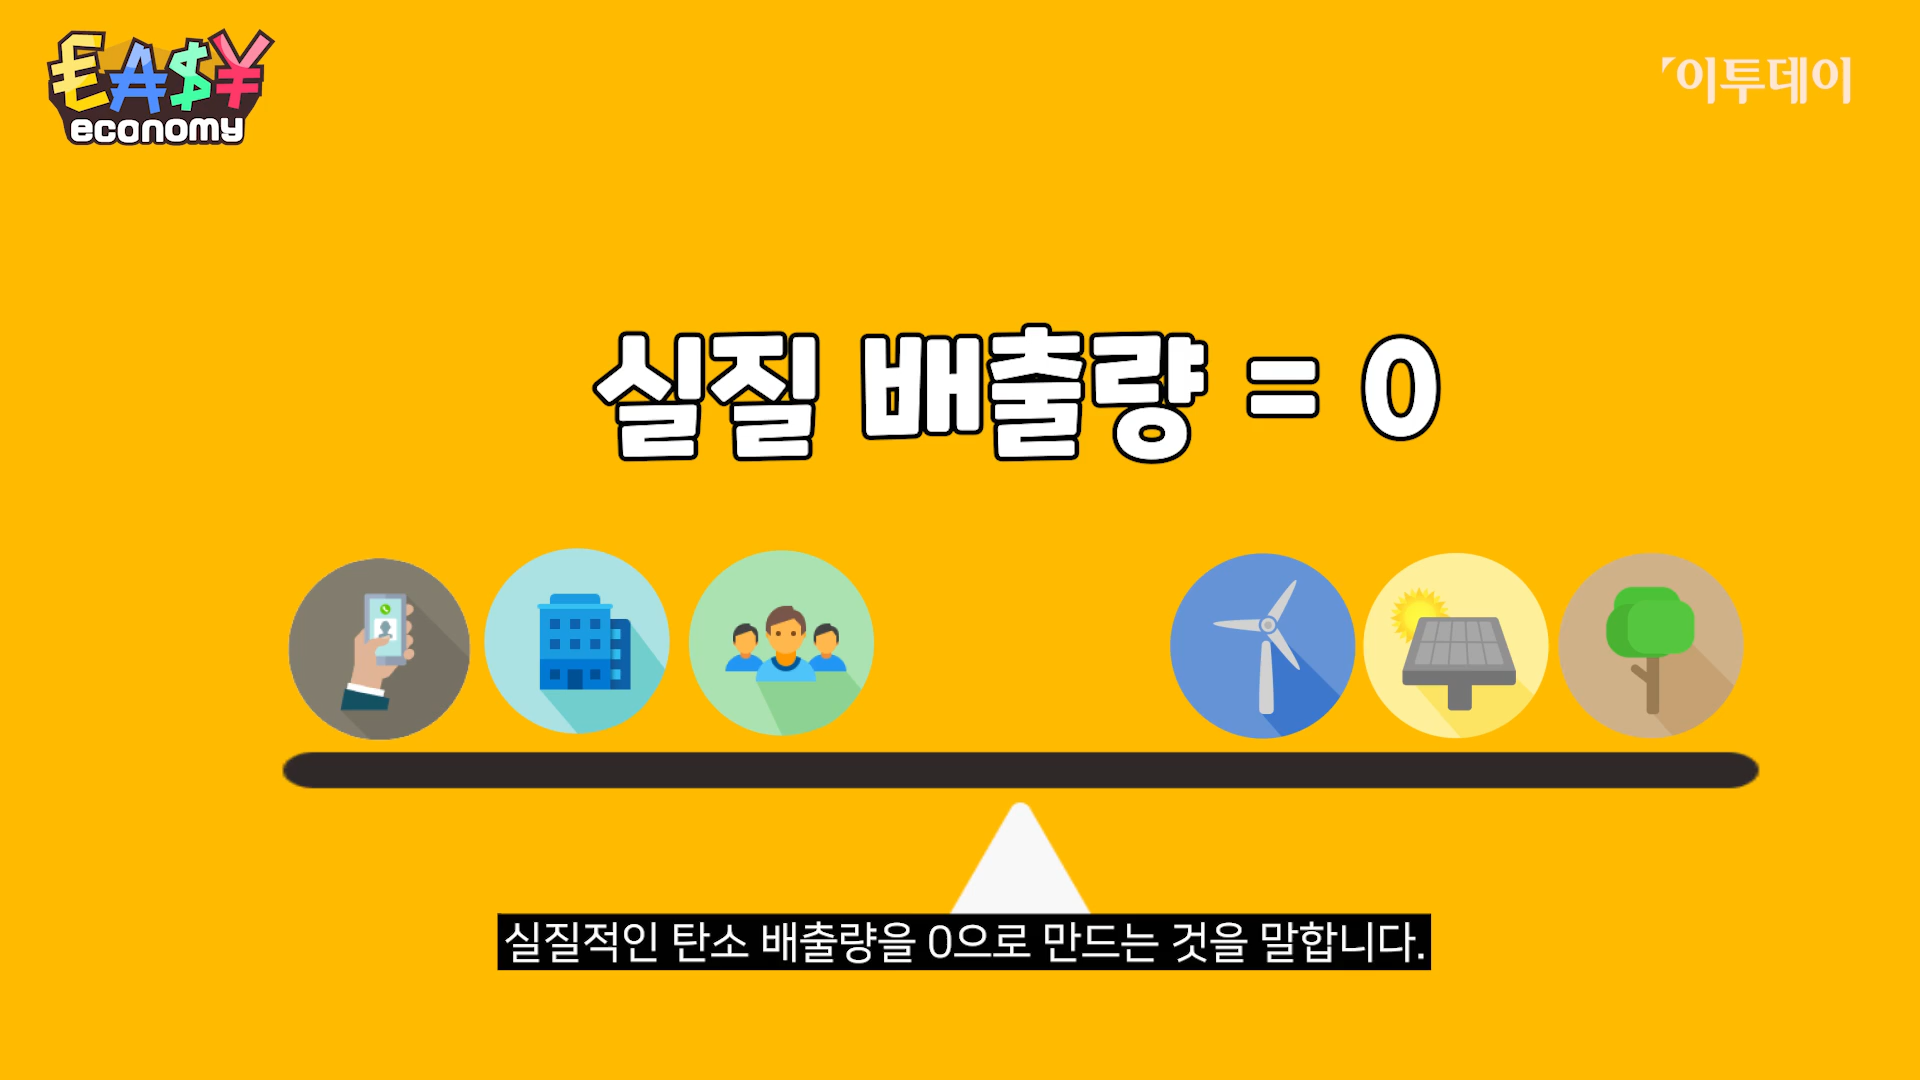 €A$¥
economy
이투데이
실질 배출량 = 0
실질적인 탄소 배출량을 0으로 만드는 것을 말합니다.